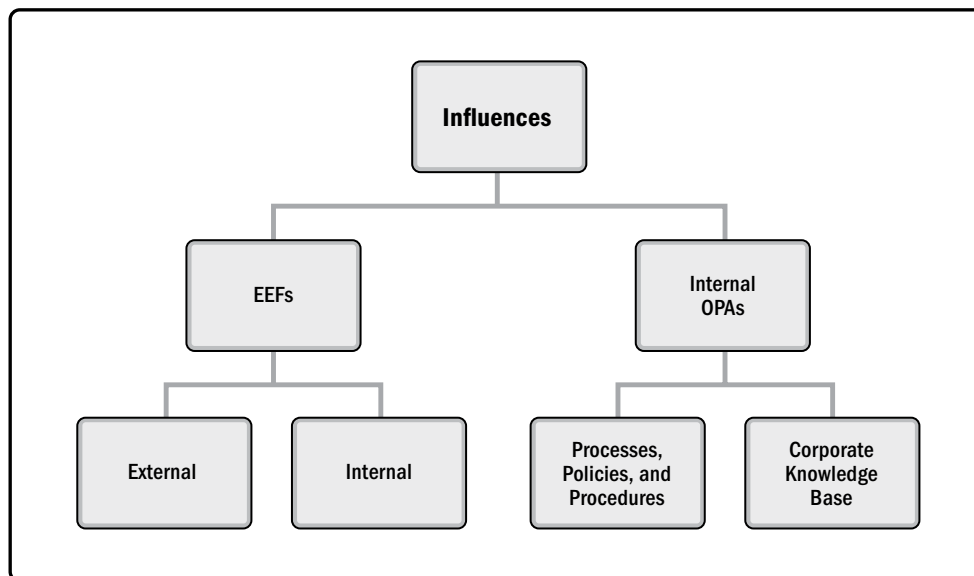 Influences
EEFs
Internal
OPAs
External
Internal
Processes,
Policies, and
Procedures
Corporate
Knowledge
Base